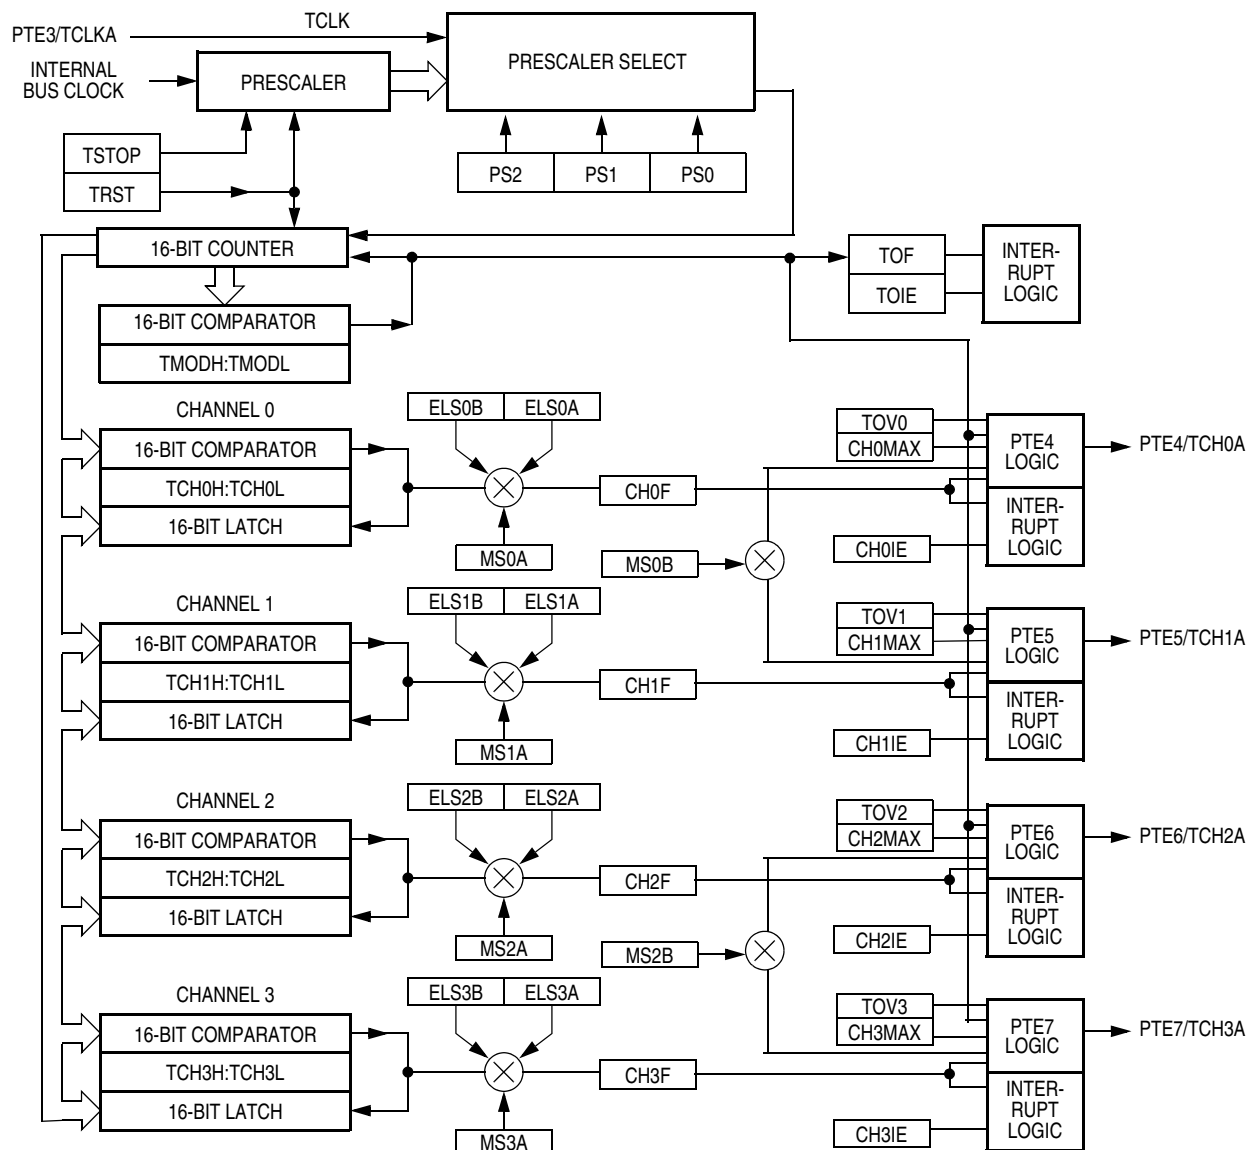 TCLK
PTE3/TCLKA
PRESCALER SELECT
INTERNAL
BUS CLOCK
PRESCALER
TSTOP
PS2 PS1 PS0
TRST
16-BIT COUNTER
TOF
INTER-
RUPT
LOGIC
TOIE
16-BIT COMPARATOR
TMODH:TMODL
CHANNEL 0
ELS0B ELS0A
TOV0
CH0MAX
16-BIT COMPARATOR
PTE4
LOGIC
PTE4/TCH0A
TCH0H:TCH0L
CH0F
16-BIT LATCH
INTER-
RUPT
LOGIC
MS0A
MS0B
CH0IE
CHANNEL 1
ELS1B ELS1A
TOV1
CH1MAX
16-BIT COMPARATOR
PTE5
LOGIC
PTE5/TCH1A
TCH1H:TCH1L
CH1F
16-BIT LATCH
INTER-
RUPT
LOGIC
MS1A
CH1IE
CHANNEL 2
ELS2B ELS2A
TOV2
CH2MAX
16-BIT COMPARATOR
PTE6
LOGIC
PTE6/TCH2A
TCH2H:TCH2L
CH2F
16-BIT LATCH
INTER-
RUPT
LOGIC
MS2A
MS2B
CH2IE
CHANNEL 3
ELS3B ELS3A
TOV3
CH3MAX
16-BIT COMPARATOR
PTE7
LOGIC
PTE7/TCH3A
TCH3H:TCH3L
CH3F
16-BIT LATCH
INTER-
RUPT
LOGIC
MS3A
CH3IE